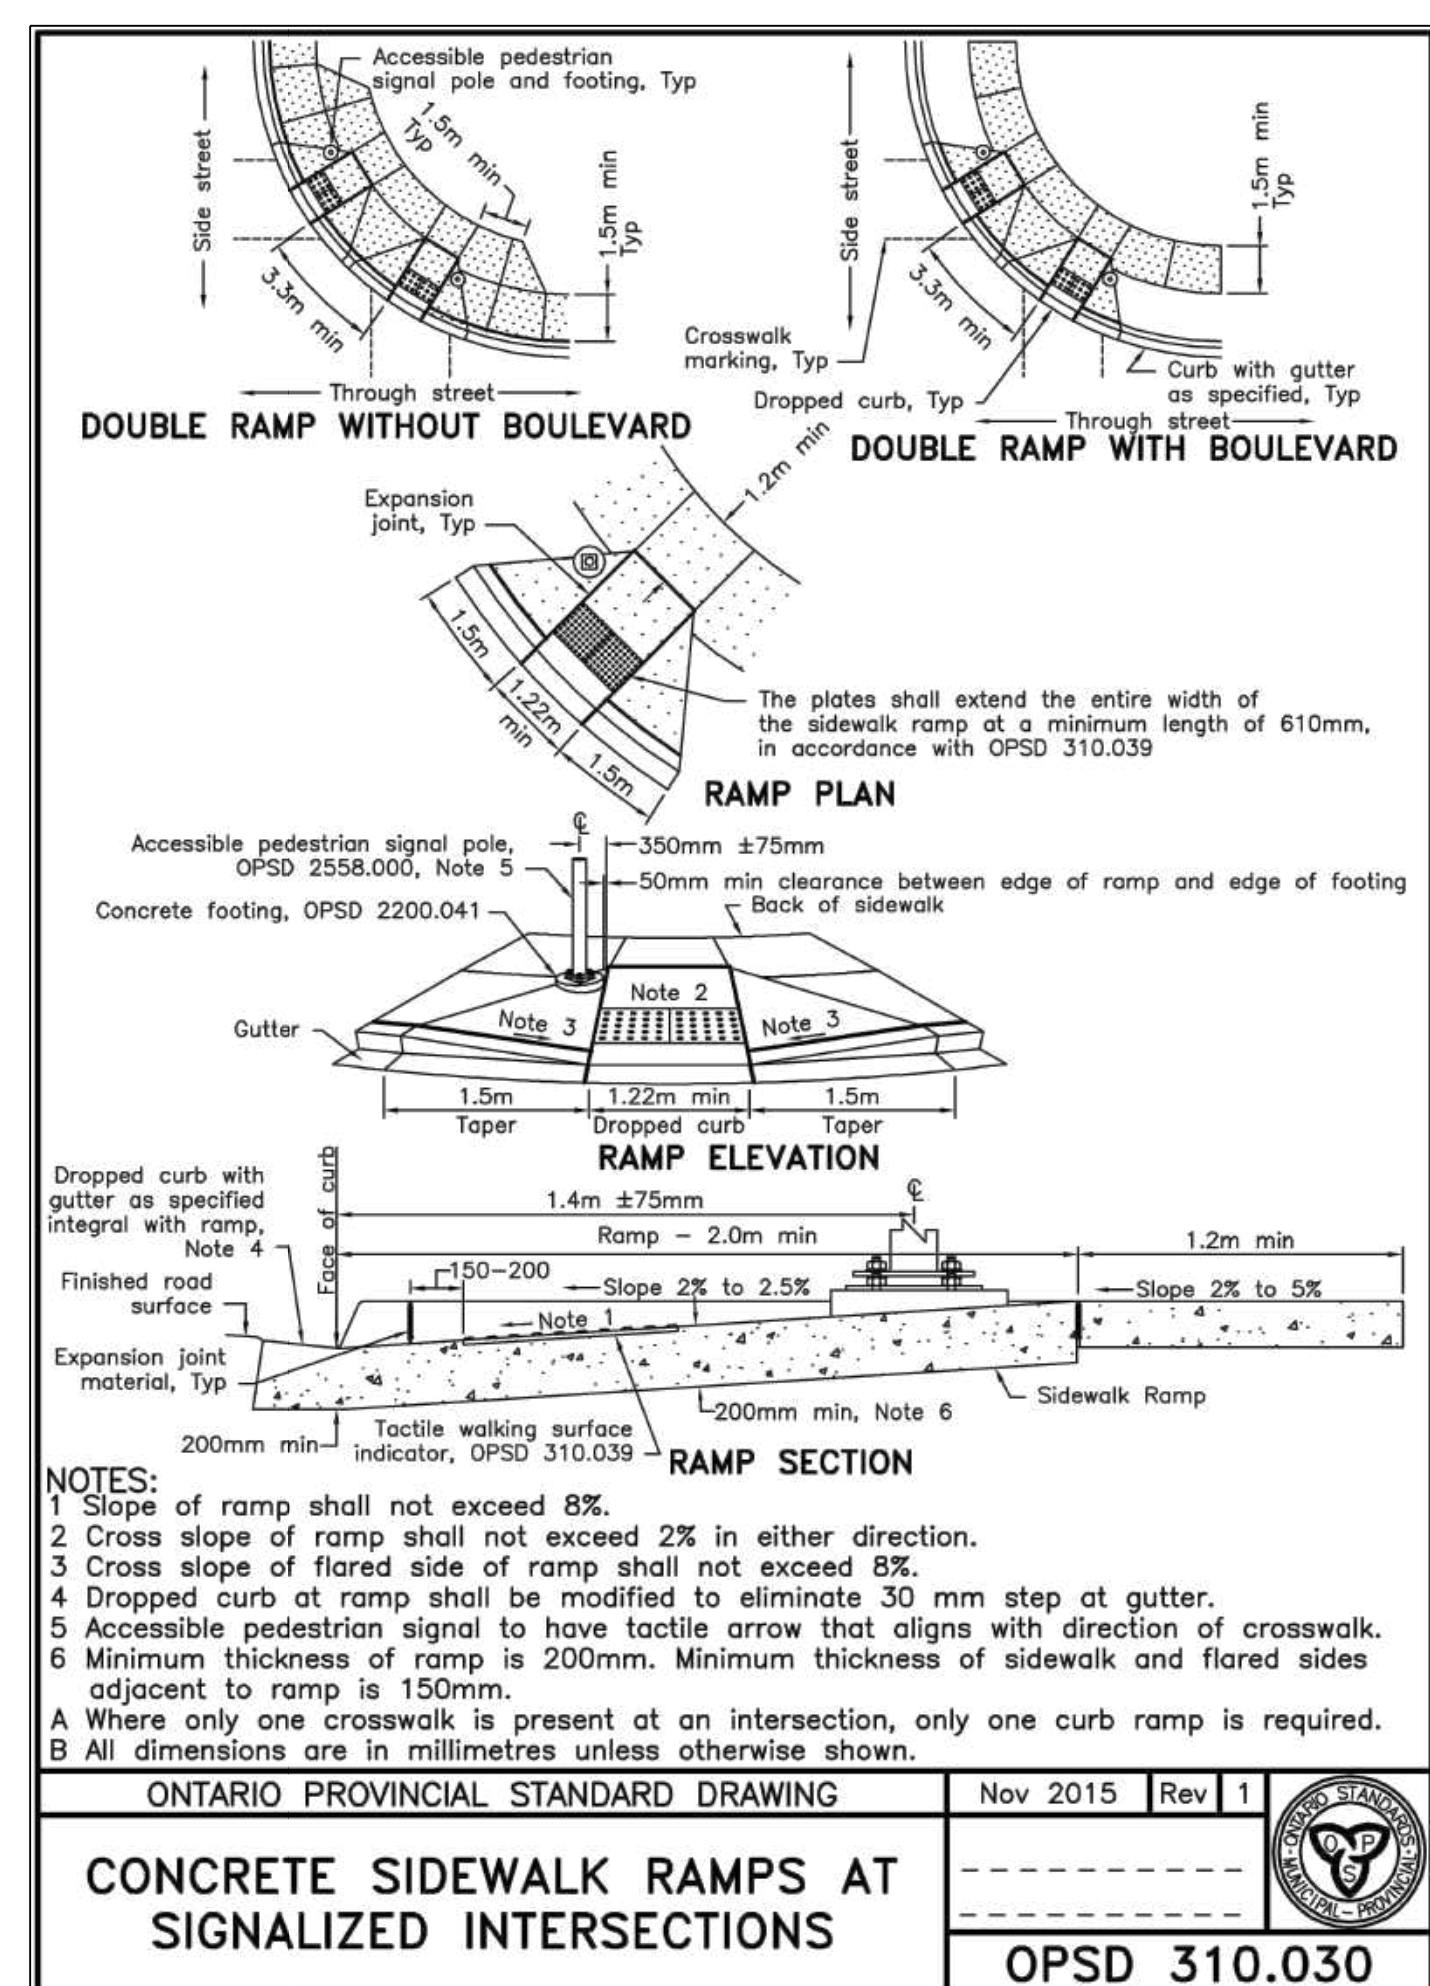 Accessible pedestrian
signal pole and footing, Typ
1.5m min
Typ
Side street
1.5m min
Typ
3.3m min
Through street
DOUBLE RAMP WITHOUT BOULEVARD
Side street
1.5m min
Typ
3.3m min
Crosswalk
marking, Typ
Dropped curb, Typ
Curb with gutter
as specified, Typ
Through street
DOUBLE RAMP WITH BOULEVARD
1.2m min
Expansion
joint, Typ
1.5m
1.22m
min
1.5m
The plates shall extend the entire width of
the sidewalk ramp at a minimum length of 610mm,
in accordance with OPSD 310.039
RAMP PLAN
Accessible pedestrian signal pole,
OPSD 2558.000, Note 5
℄
350mm ±75mm
50mm min clearance between edge of ramp and edge of footing
Concrete footing, OPSD 2200.041
Back of sidewalk
Note 2
Note 3
Note 3
Gutter
1.5m
Taper
1.22m min
Dropped curb
1.5m
Taper
RAMP ELEVATION
Dropped curb with
gutter as specified
integral with ramp,
Note 4
Face of curb
1.4m ±75mm
℄
Ramp – 2.0m min
1.2m min
Finished road
surface
150–200
Slope 2% to 2.5%
Slope 2% to 5%
Note 1
Expansion joint
material, Typ
Sidewalk Ramp
200mm min, Note 6
200mm min
Tactile walking surface
indicator, OPSD 310.039
RAMP SECTION
NOTES:
1 Slope of ramp shall not exceed 8%.
2 Cross slope of ramp shall not exceed 2% in either direction.
3 Cross slope of flared side of ramp shall not exceed 8%.
4 Dropped curb at ramp shall be modified to eliminate 30 mm step at gutter.
5 Accessible pedestrian signal to have tactile arrow that aligns with direction of crosswalk.
6 Minimum thickness of ramp is 200mm. Minimum thickness of sidewalk and flared sides
adjacent to ramp is 150mm.
A Where only one crosswalk is present at an intersection, only one curb ramp is required.
B All dimensions are in millimetres unless otherwise shown.
ONTARIO PROVINCIAL STANDARD DRAWING
Nov 2015
Rev
1
CONCRETE SIDEWALK RAMPS AT
SIGNALIZED INTERSECTIONS
ONTARIO STANDARDS
MUNICIPAL – PROVINCIAL
O P
S
OPSD 310.030